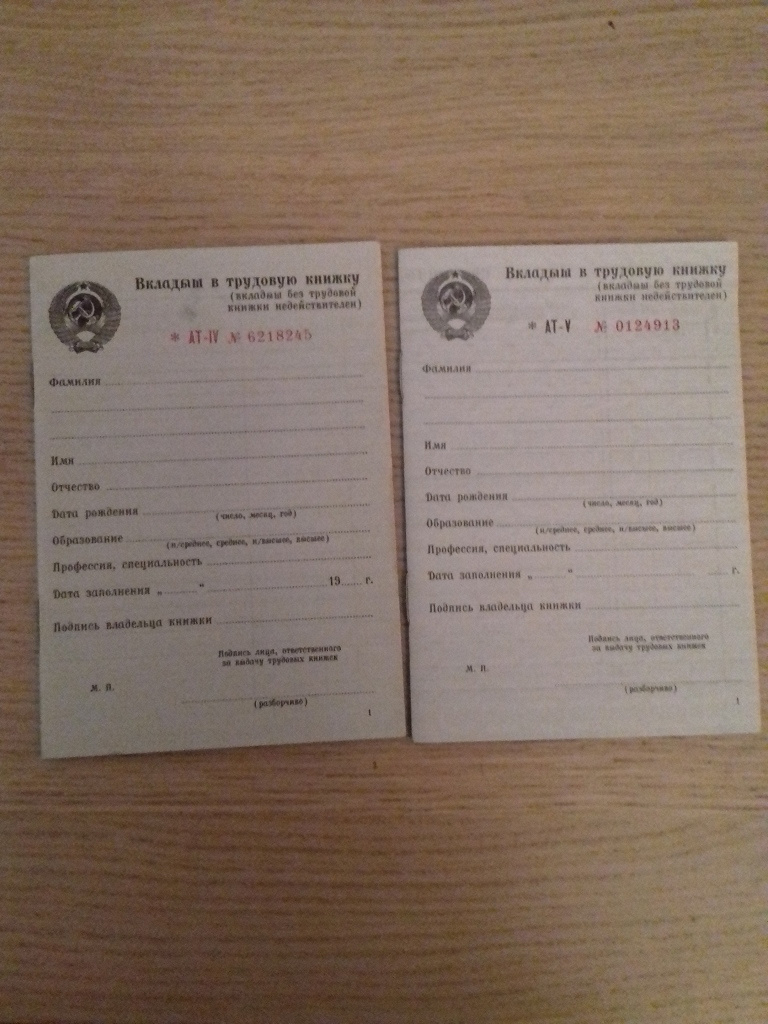 Вкладыш в трудовую книжку
(вкладыш без трудовой
книжки недействителен)
* АТ-IV № 6218245
Фамилия
Имя
Отчество
Дата рождения
(число, месяц, год)
Образование
(н/среднее, среднее, н/высшее, высшее)
Профессия, специальность
Дата заполнения „ “ 19 г.
Подпись владельца книжки
Подпись лица, ответственного
за выдачу трудовых книжек
М. П.
(разборчиво)
1
Вкладыш в трудовую книжку
(вкладыш без трудовой
книжки недействителен)
* АТ-V № 0124913
Фамилия
Имя
Отчество
Дата рождения
(число, месяц, год)
Образование
(н/среднее, среднее, н/высшее, высшее)
Профессия, специальность
Дата заполнения „ “ г.
Подпись владельца книжки
Подпись лица, ответственного
за выдачу трудовых книжек
М. П.
(разборчиво)
1